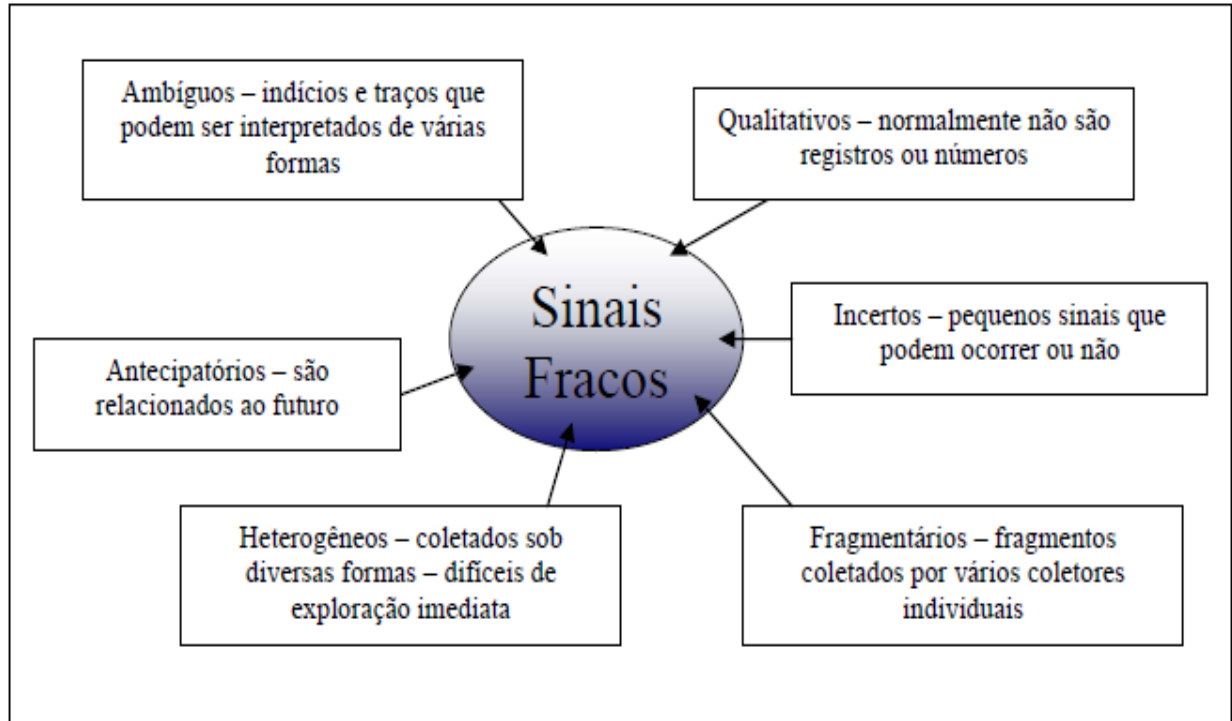 Ambíguos – indícios e traços que
podem ser interpretados de várias
formas
Qualitativos – normalmente não são
registros ou números
Sinais
Fracos
Incertos – pequenos sinais que
podem ocorrer ou não
Antecipatórios – são
relacionados ao futuro
Heterogêneos – coletados sob
diversas formas – difíceis de
exploração imediata
Fragmentários – fragmentos
coletados por vários coletores
individuais